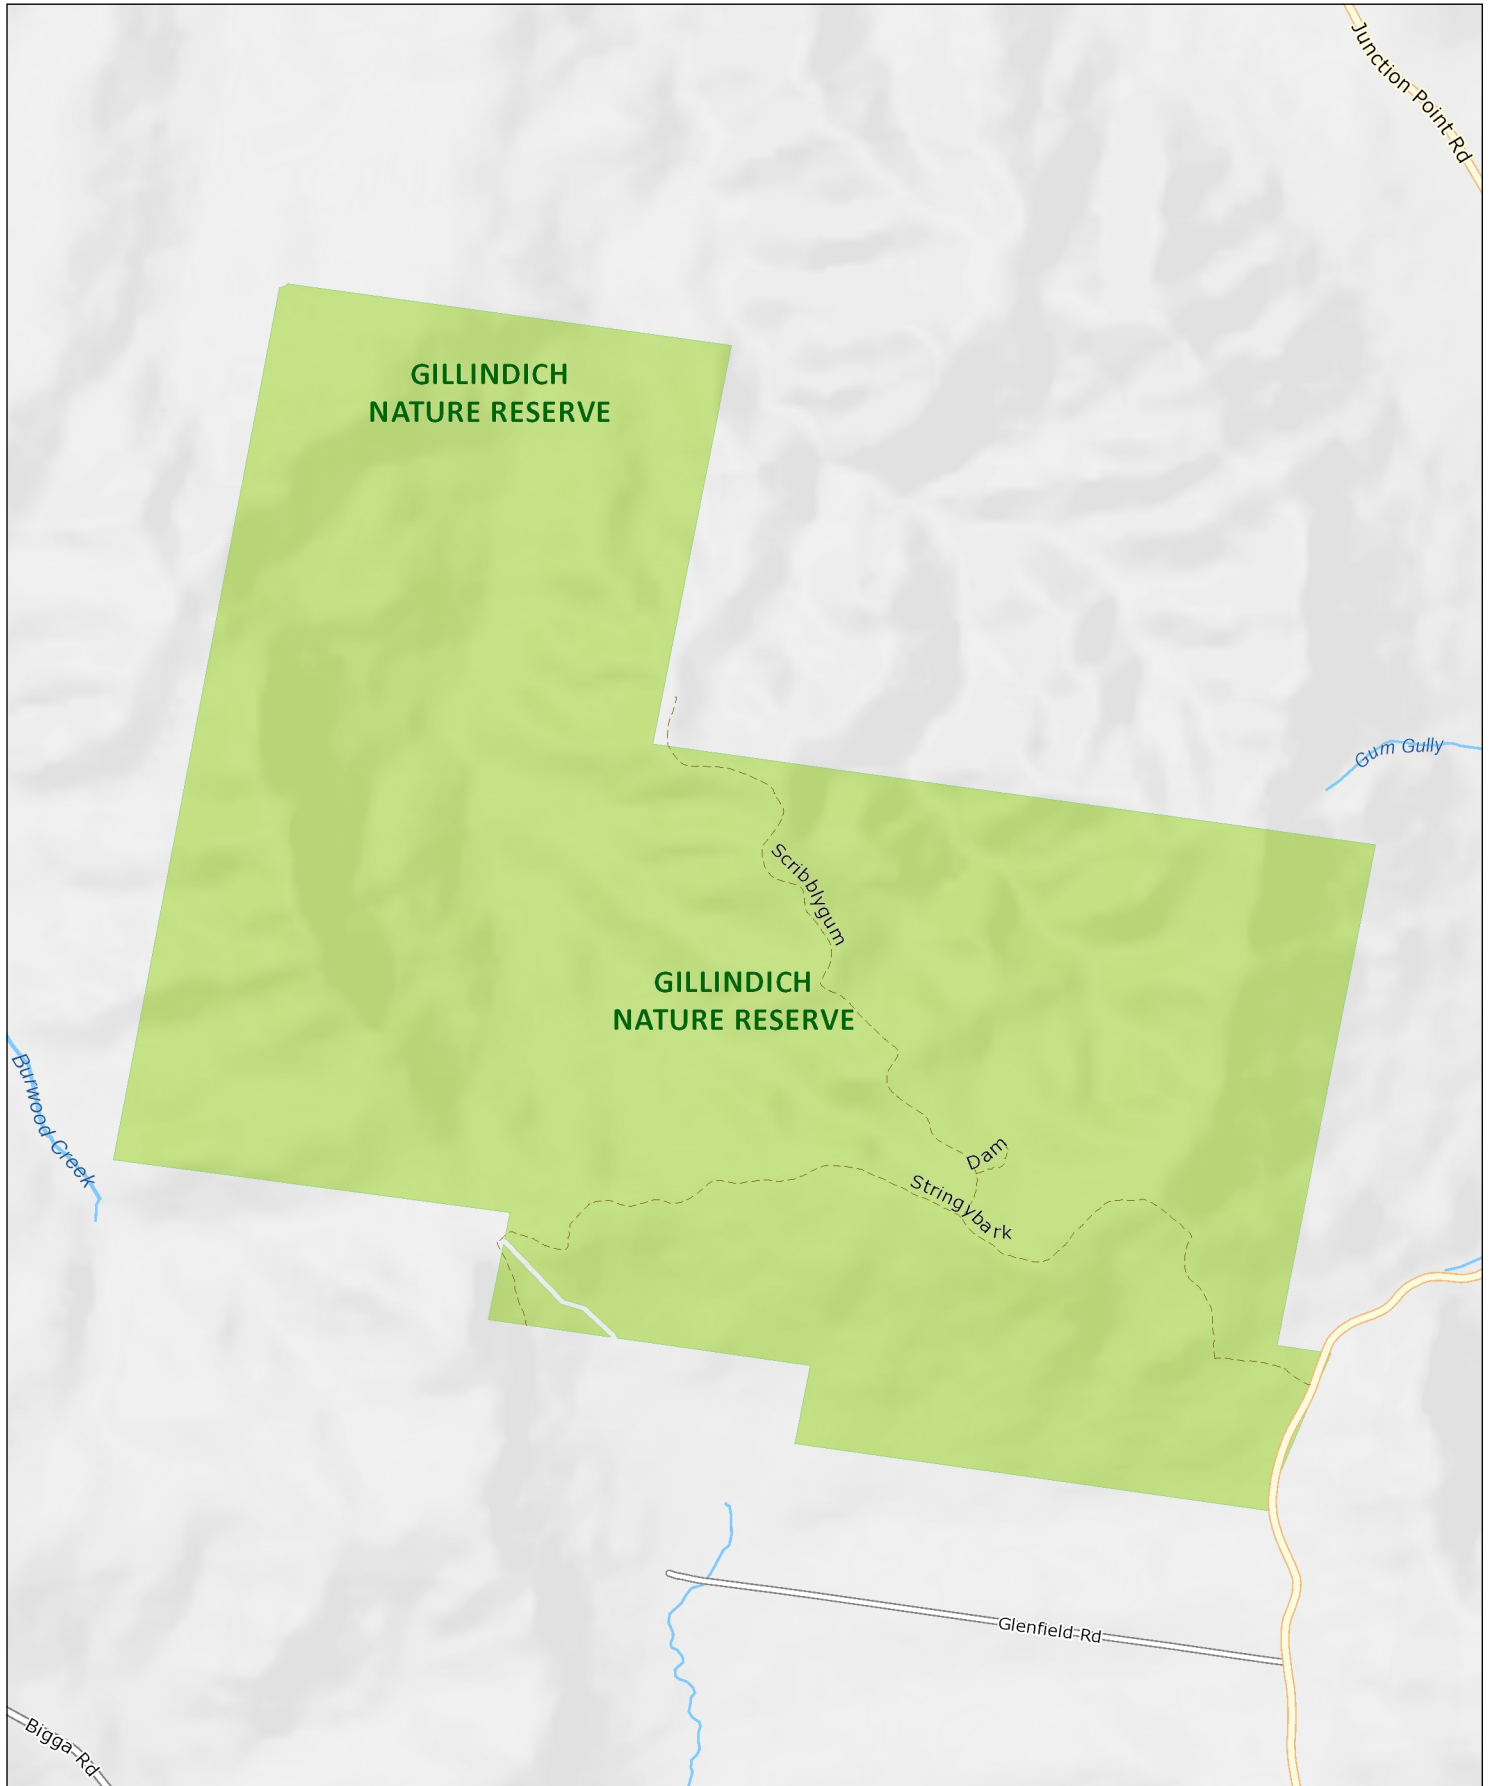 Junction Point Rd
GILLINDICH
NATURE RESERVE
Gum Gully
Scribblygum
GILLINDICH
NATURE RESERVE
Burwood Creek
Dam
Stringybark
Glenfield Rd
Bigga Rd